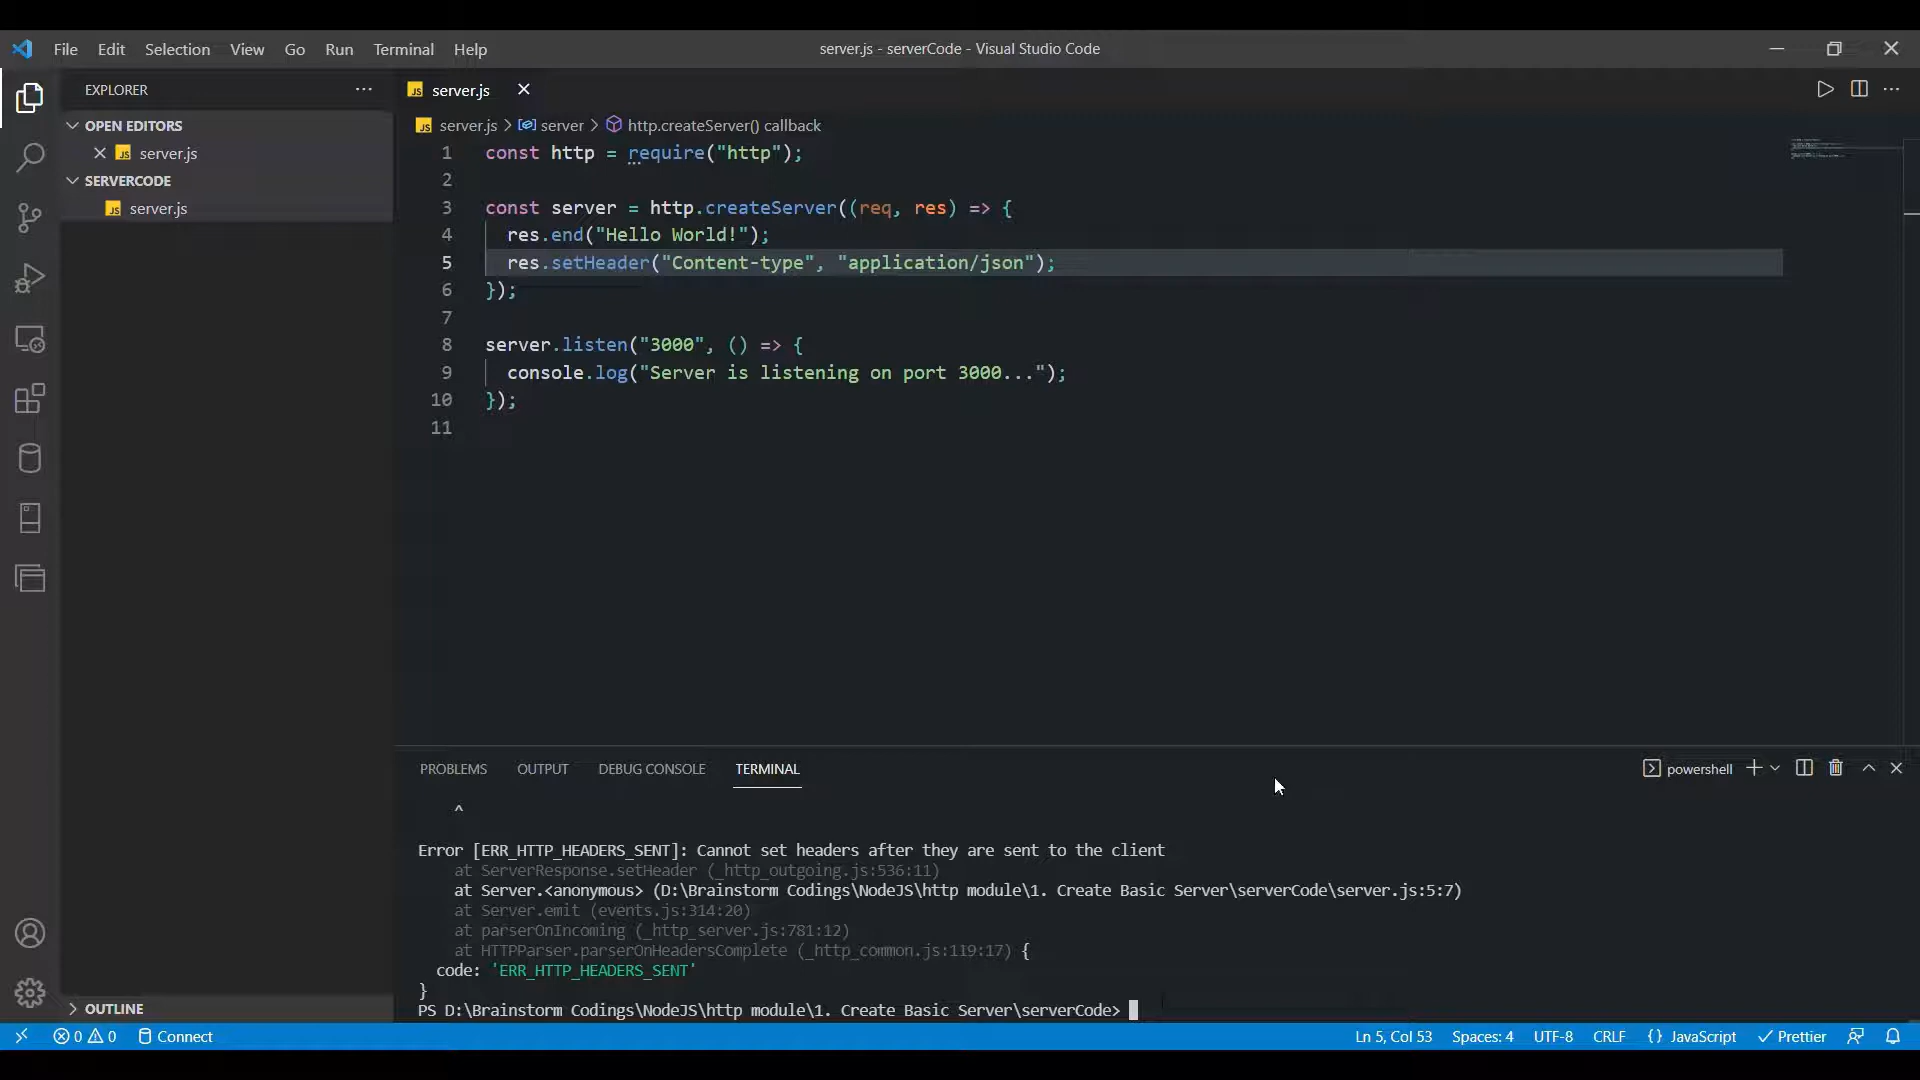 File Edit Selection View Go Run Terminal Help
server.js - serverCode - Visual Studio Code
EXPLORER
OPEN EDITORS
server.js
SERVERCODE
server.js
OUTLINE
server.js
server.js > server > http.createServer() callback
1 const http = require("http");
2
3 const server = http.createServer((req, res) => {
4 res.end("Hello World!");
5 res.setHeader("Content-type", "application/json");
6 });
7
8 server.listen("3000", () => {
9 console.log("Server is listening on port 3000...");
10 });
11
PROBLEMS OUTPUT DEBUG CONSOLE TERMINAL
powershell
^
Error [ERR_HTTP_HEADERS_SENT]: Cannot set headers after they are sent to the client
at ServerResponse.setHeader (_http_outgoing.js:536:11)
at Server.<anonymous> (D:\Brainstorm Codings\NodeJS\http module\1. Create Basic Server\serverCode\server.js:5:7)
at Server.emit (events.js:314:20)
at parserOnIncoming (_http_server.js:781:12)
at HTTPParser.parserOnHeadersComplete (_http_common.js:119:17) {
code: 'ERR_HTTP_HEADERS_SENT'
}
PS D:\Brainstorm Codings\NodeJS\http module\1. Create Basic Server\serverCode>
0 0 Connect
Ln 5, Col 53 Spaces: 4 UTF-8 CRLF {} JavaScript Prettier